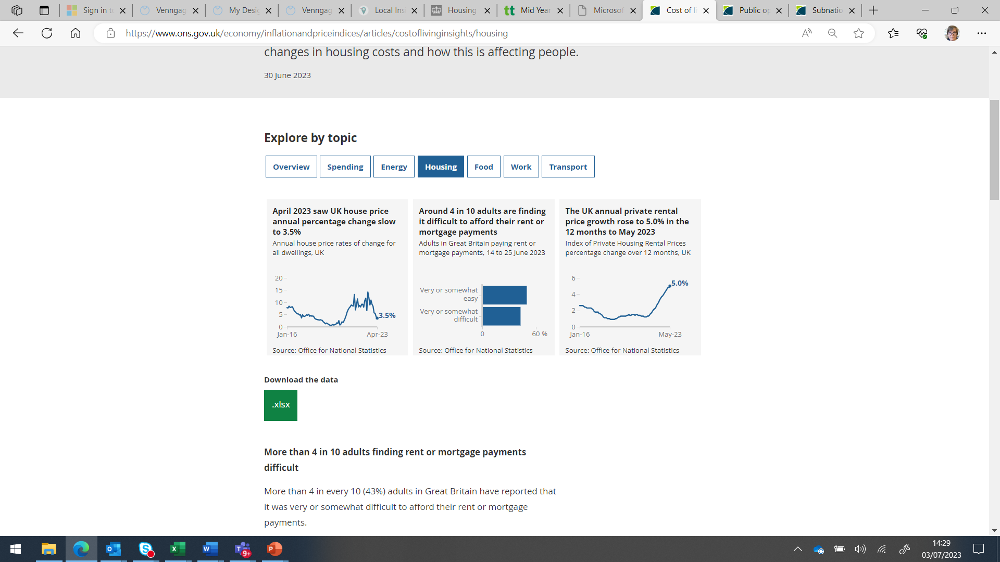 Sign in to
Venngag
My Desig
Venngag
Local Ins
Housing
Mid Year
Microsof
Cost of li
Public op
Subnatio
https://www.ons.gov.uk/economy/inflationandpriceindices/articles/costoflivinginsights/housing
changes in housing costs and how this is affecting people.
30 June 2023
Explore by topic
Overview
Spending
Energy
Housing
Food
Work
Transport
April 2023 saw UK house price
annual percentage change slow
to 3.5%
Annual house price rates of change for
all dwellings, UK
20
15
10
5
0
3.5%
Jan-16
Apr-23
Source: Office for National Statistics
Around 4 in 10 adults are finding
it difficult to afford their rent or
mortgage payments
Adults in Great Britain paying rent or
mortgage payments, 14 to 25 June 2023
Very or somewhat
easy
Very or somewhat
difficult
0
60 %
Source: Office for National Statistics
The UK annual private rental
price growth rose to 5.0% in the
12 months to May 2023
Index of Private Housing Rental Prices
percentage change over 12 months, UK
6
4
2
0
5.0%
Jan-16
May-23
Source: Office for National Statistics
Download the data
.xlsx
More than 4 in 10 adults finding rent or mortgage payments
difficult
More than 4 in every 10 (43%) adults in Great Britain have reported that
it was very or somewhat difficult to afford their rent or mortgage
payments.
9+
14:29
03/07/2023